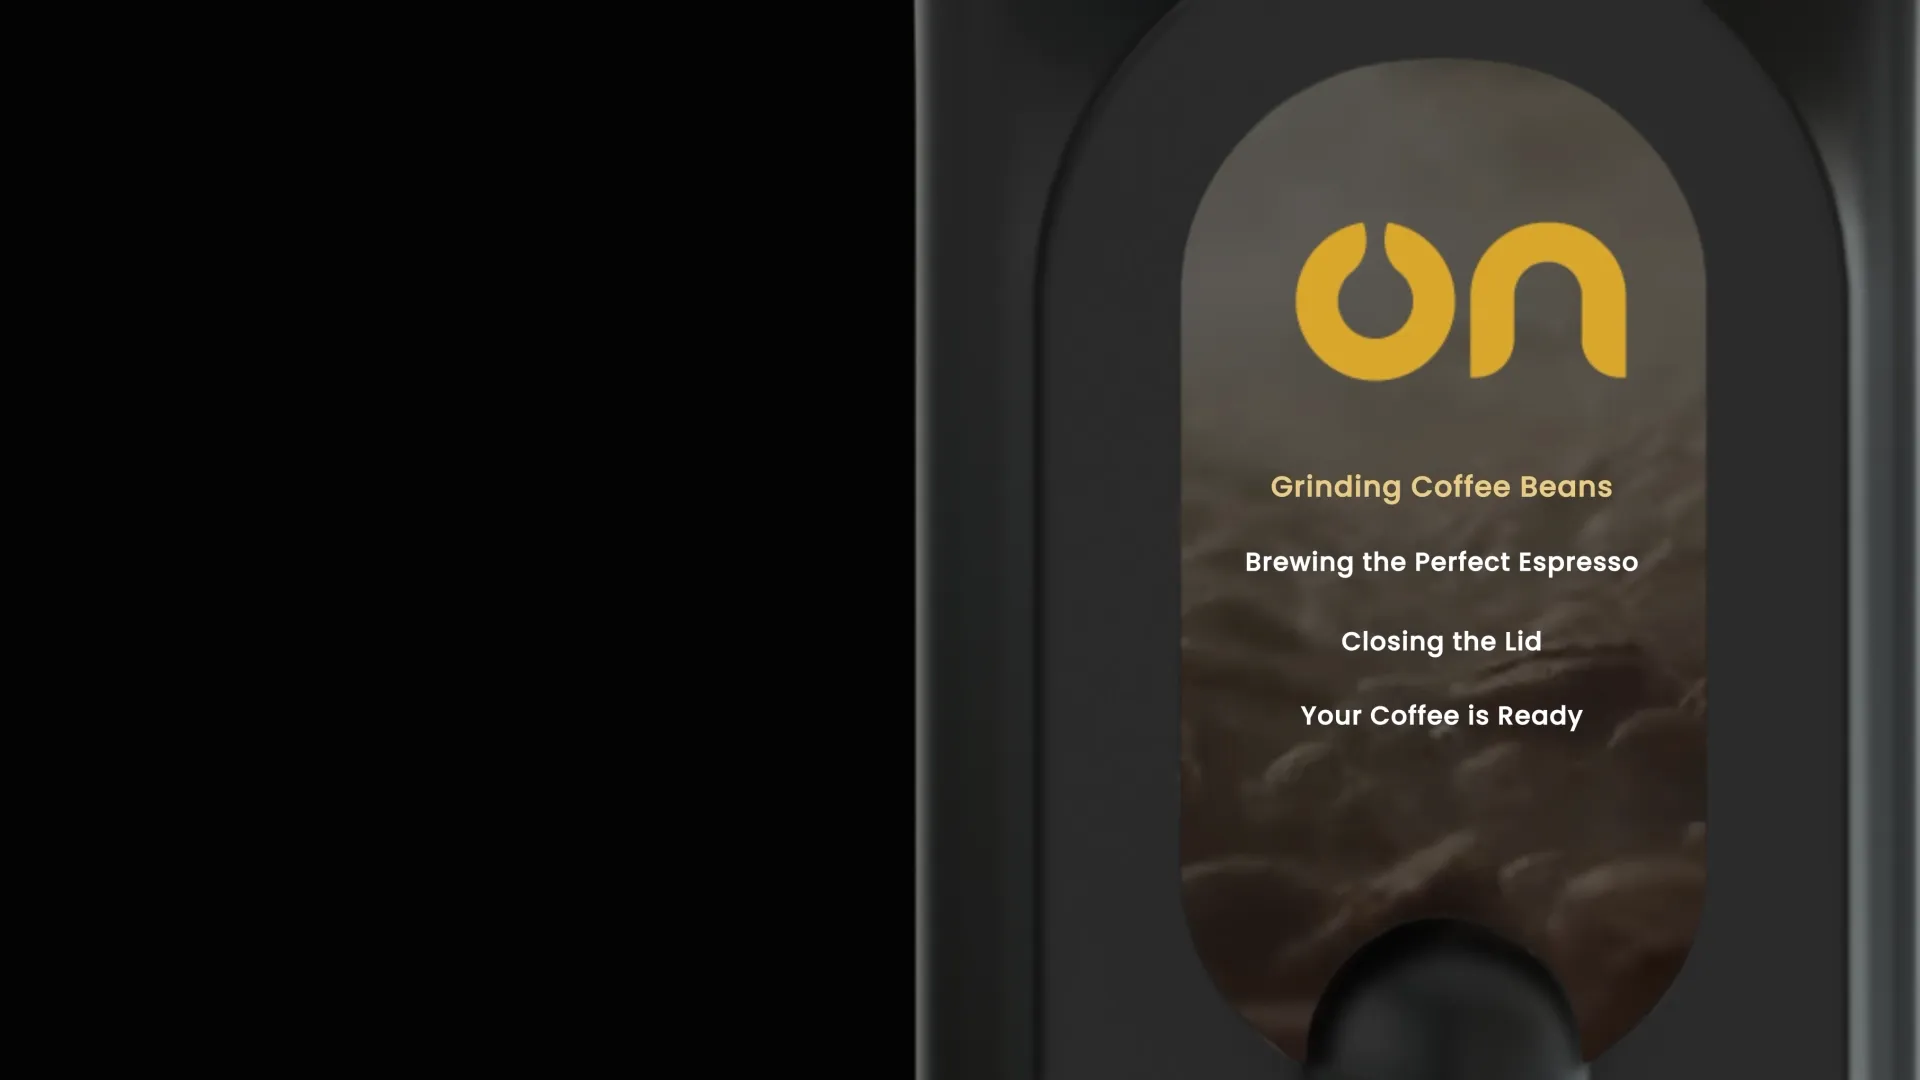 on
Grinding Coffee Beans
Brewing the Perfect Espresso
Closing the Lid
Your Coffee is Ready